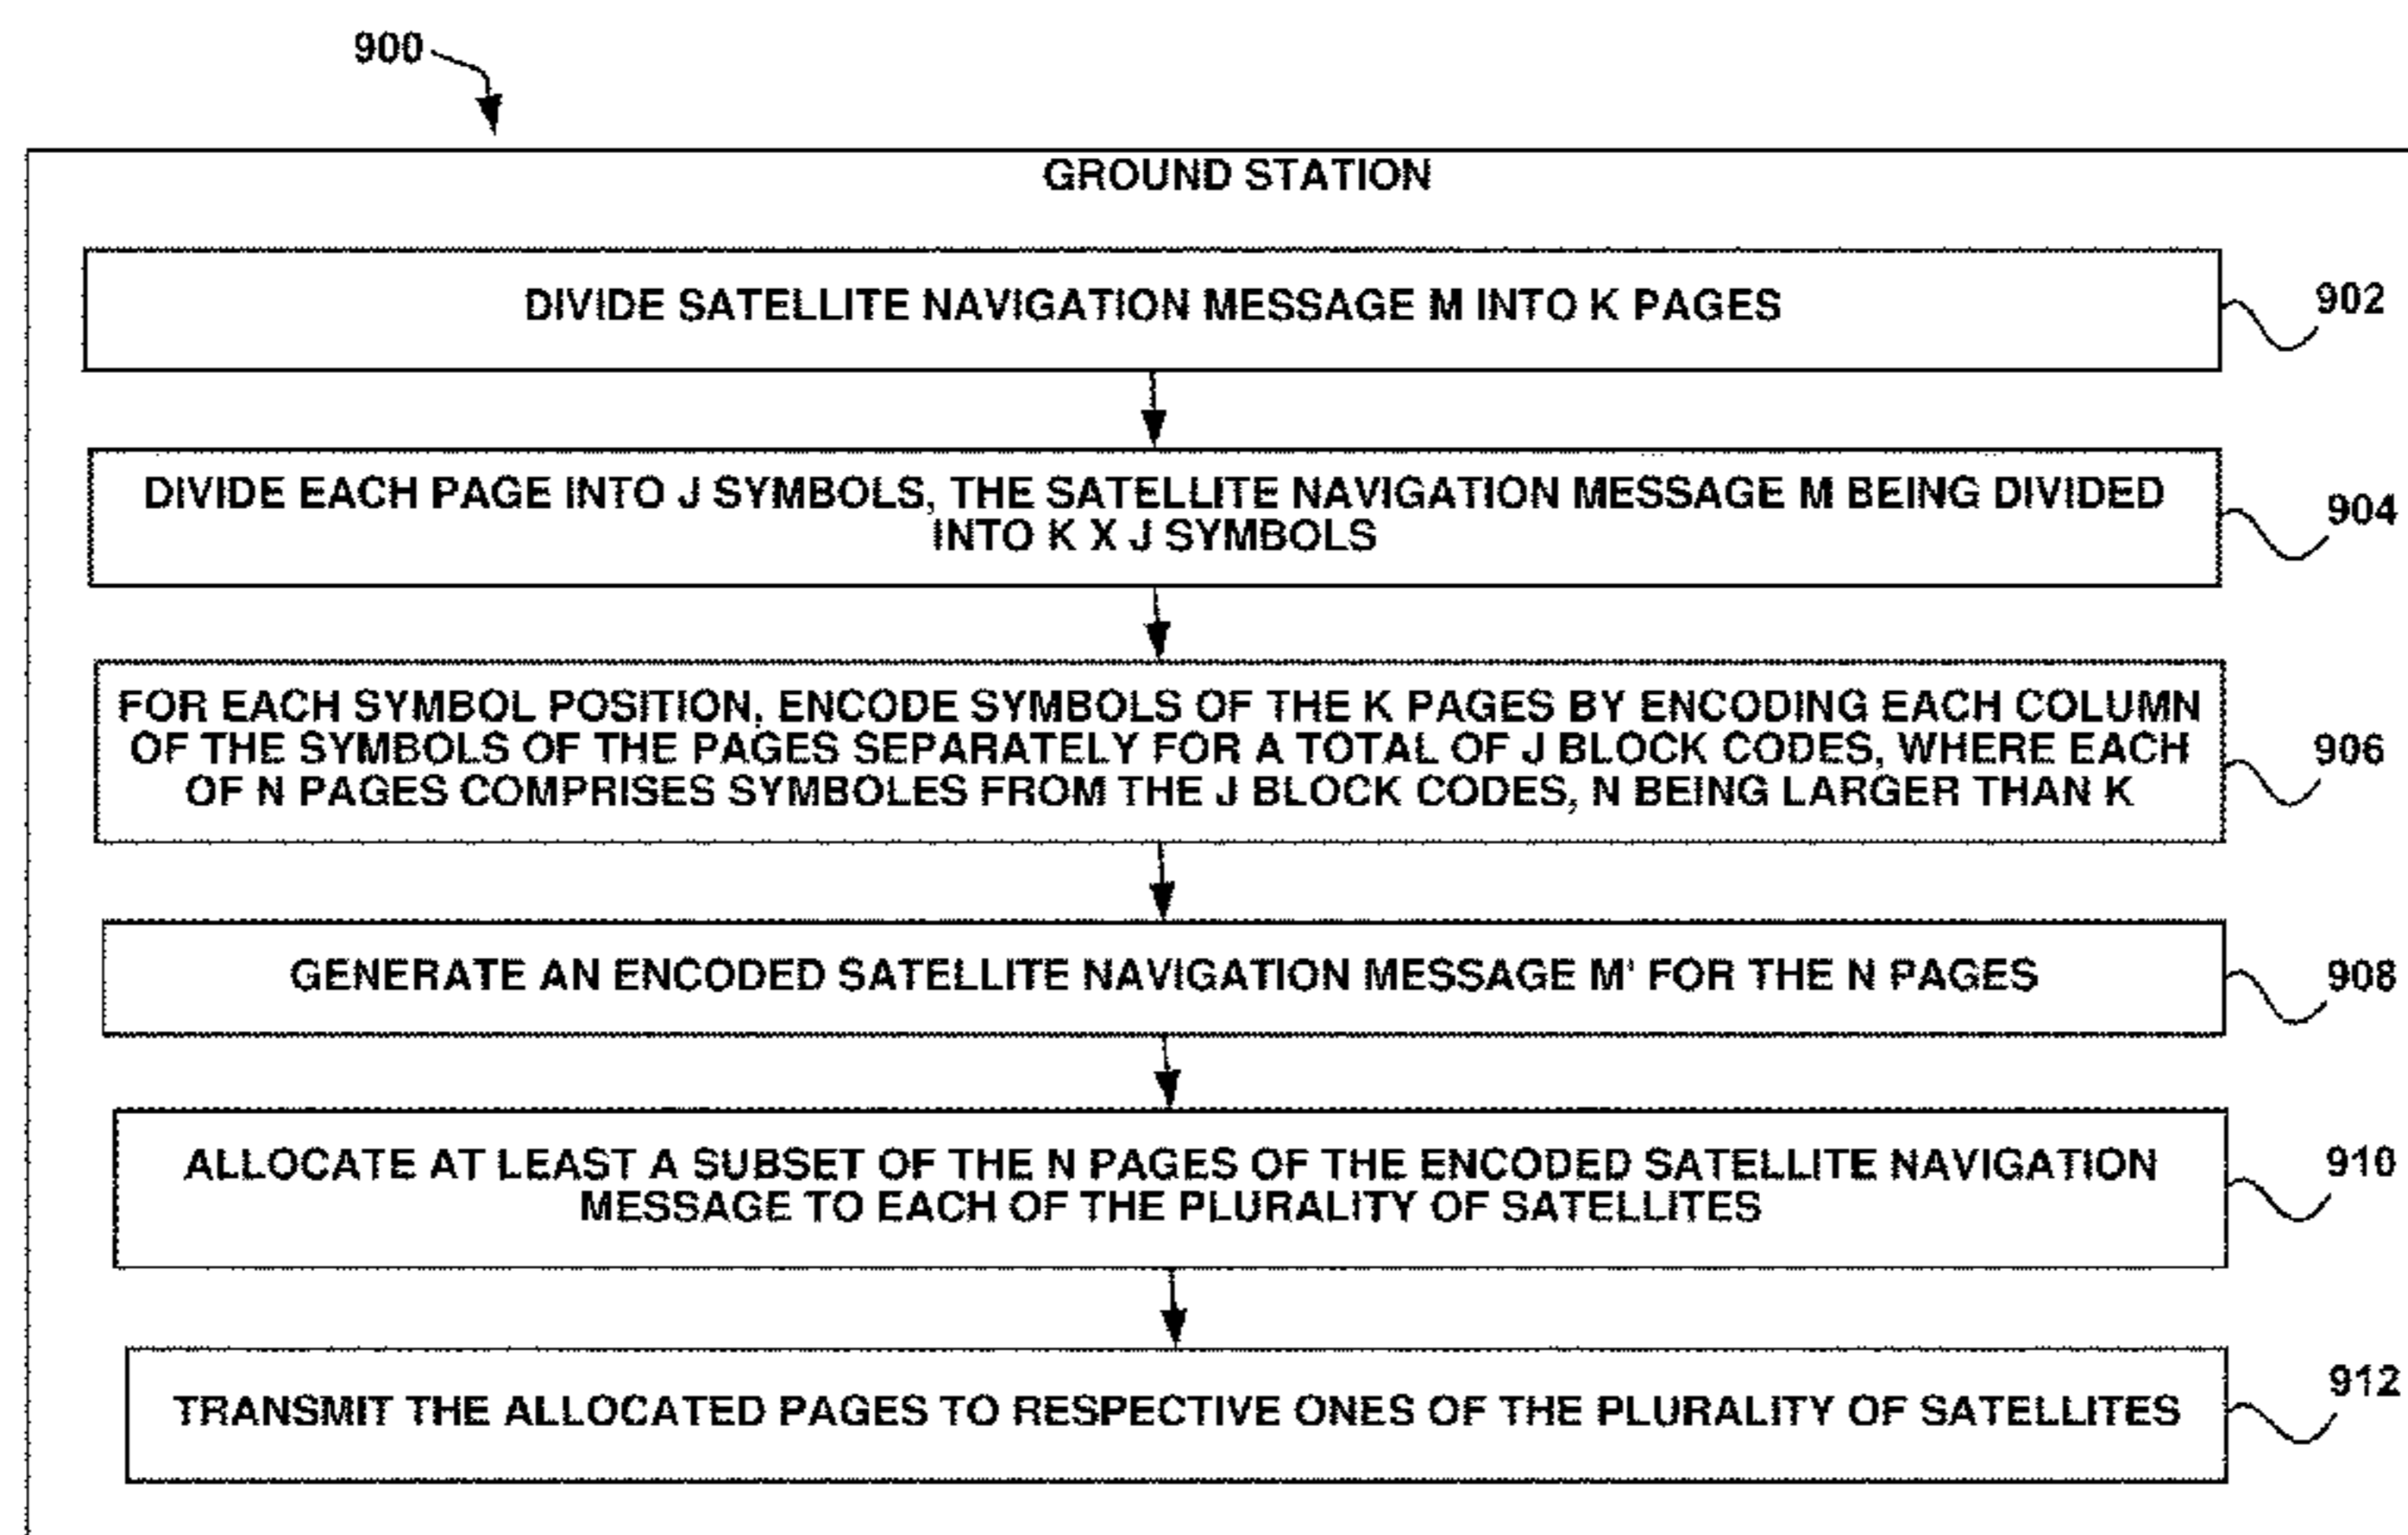 900
GROUND STATION
DIVIDE SATELLITE NAVIGATION MESSAGE M INTO K PAGES
902
DIVIDE EACH PAGE INTO J SYMBOLS, THE SATELLITE NAVIGATION MESSAGE M BEING DIVIDED
INTO K X J SYMBOLS
904
FOR EACH SYMBOL POSITION, ENCODE SYMBOLS OF THE K PAGES BY ENCODING EACH COLUMN
OF THE SYMBOLS OF THE PAGES SEPARATELY FOR A TOTAL OF J BLOCK CODES, WHERE EACH
OF N PAGES COMPRISES SYMBOLES FROM THE J BLOCK CODES, N BEING LARGER THAN K
906
GENERATE AN ENCODED SATELLITE NAVIGATION MESSAGE M' FOR THE N PAGES
908
ALLOCATE AT LEAST A SUBSET OF THE N PAGES OF THE ENCODED SATELLITE NAVIGATION
MESSAGE TO EACH OF THE PLURALITY OF SATELLITES
910
TRANSMIT THE ALLOCATED PAGES TO RESPECTIVE ONES OF THE PLURALITY OF SATELLITES
912